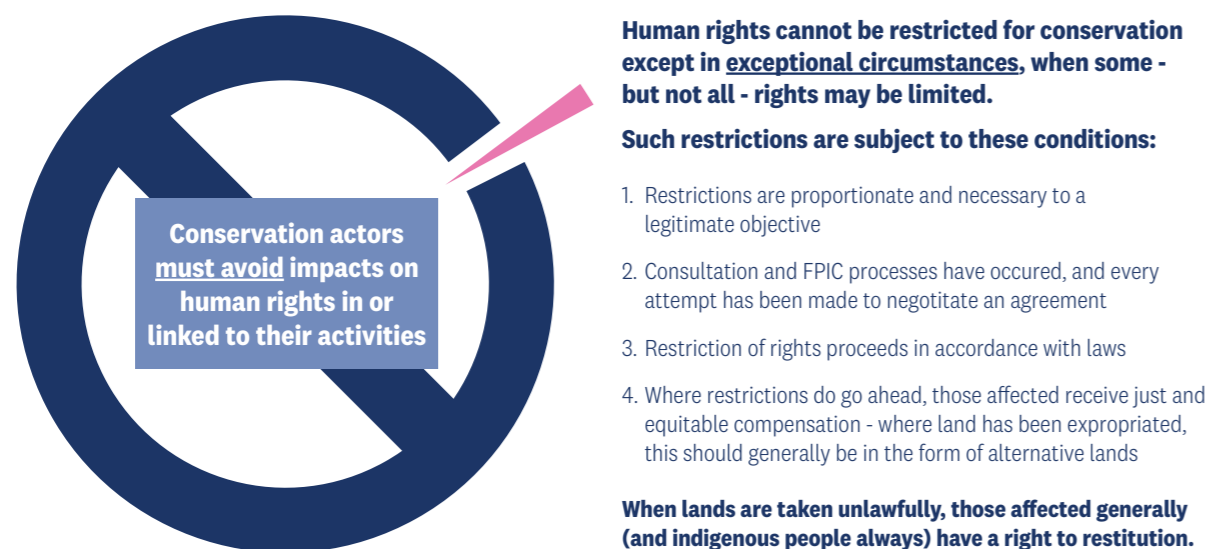 Human rights cannot be restricted for conservation
except in exceptional circumstances, when some -
but not all - rights may be limited.
Such restrictions are subject to these conditions:
1. Restrictions are proportionate and necessary to a
legitimate objective
2. Consultation and FPIC processes have occured, and every
attempt has been made to negotitate an agreement
3. Restriction of rights proceeds in accordance with laws
4. Where restrictions do go ahead, those affected receive just and
equitable compensation - where land has been expropriated,
this should generally be in the form of alternative lands
When lands are taken unlawfully, those affected generally
(and indigenous people always) have a right to restitution.
Conservation actors
must avoid impacts on
human rights in or
linked to their activities